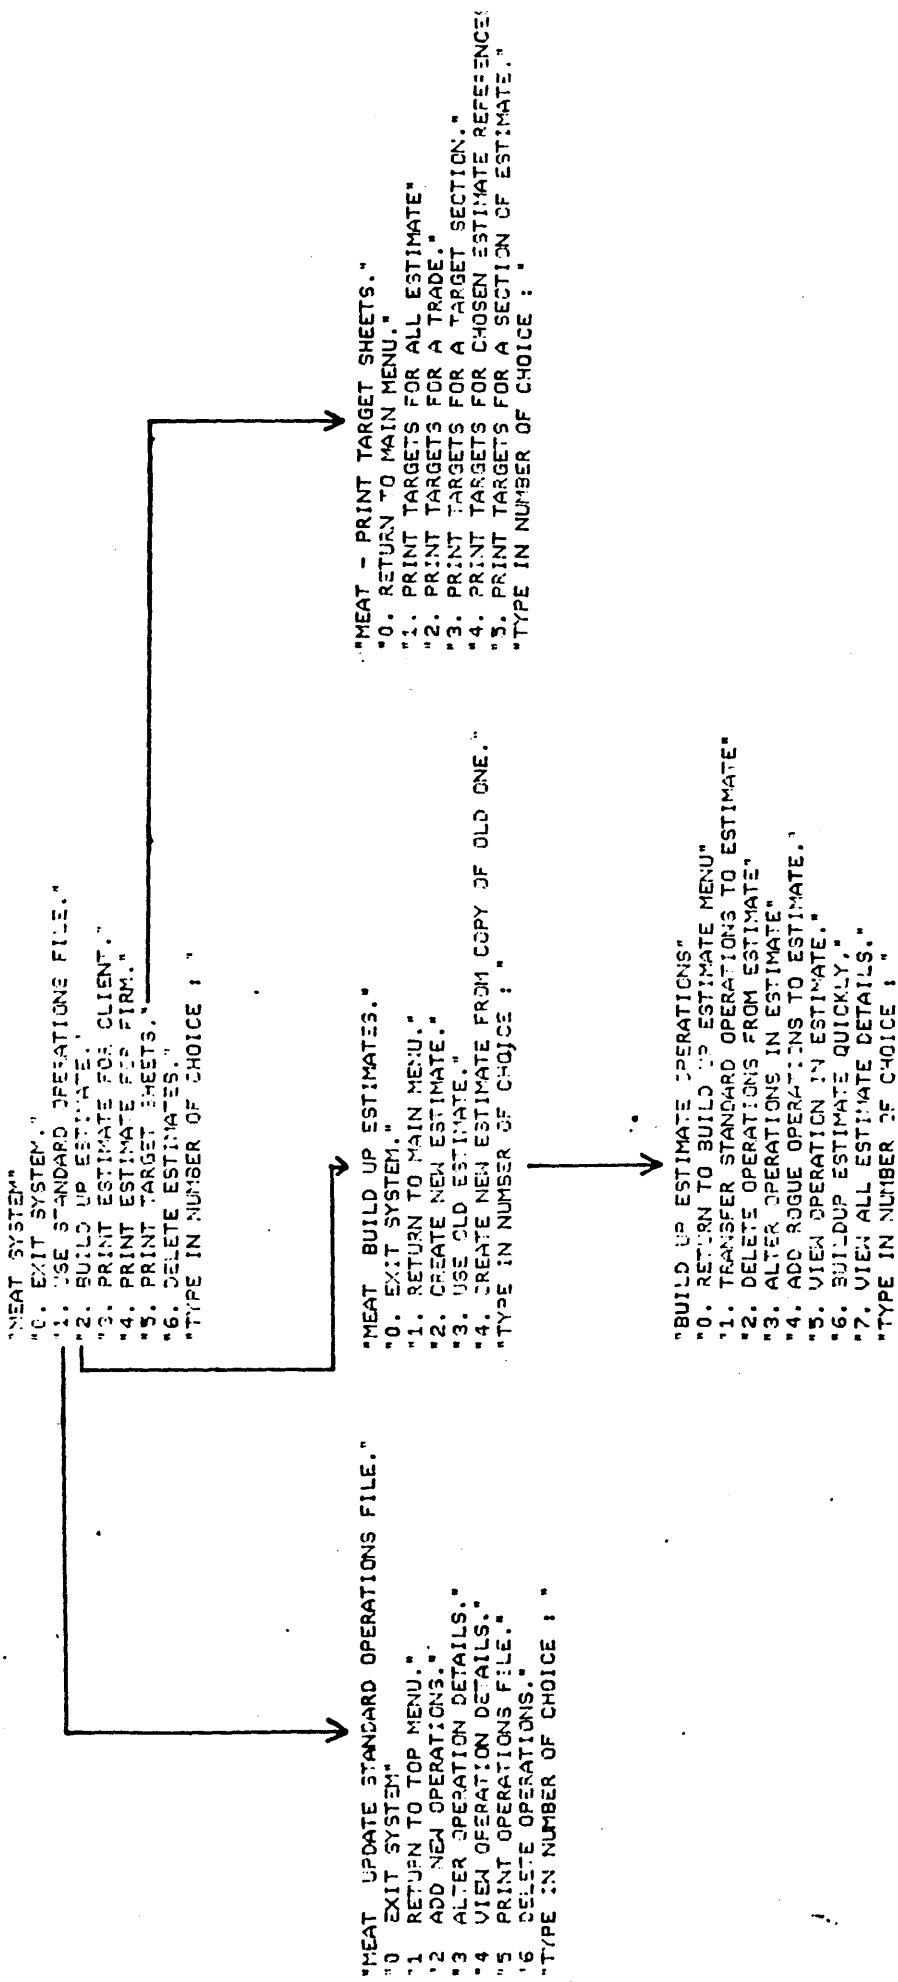 "MEAT SYSTEM"
"0. EXIT SYSTEM."
"1. USE STANDARD OPERATIONS FILE."
"2. BUILD UP ESTIMATE."
"3. PRINT ESTIMATE FOR CLIENT."
"4. PRINT ESTIMATE FOR FIRM."
"5. PRINT TARGET SHEETS."
"6. DELETE ESTIMATES."
"TYPE IN NUMBER OF CHOICE : "
"MEAT UPDATE STANDARD OPERATIONS FILE."
"0 EXIT SYSTEM"
"1 RETURN TO TOP MENU."
"2 ADD NEW OPERATIONS."
"3 ALTER OPERATION DETAILS."
"4 VIEW OPERATION DETAILS."
"5 PRINT OPERATIONS FILE."
"6 DELETE OPERATIONS."
"TYPE IN NUMBER OF CHOICE : "
"MEAT BUILD UP ESTIMATES."
"0. EXIT SYSTEM."
"1. RETURN TO MAIN MENU."
"2. CREATE NEW ESTIMATE."
"3. USE OLD ESTIMATE."
"4. CREATE NEW ESTIMATE FROM COPY OF OLD ONE."
"TYPE IN NUMBER OF CHOICE : "
"MEAT - PRINT TARGET SHEETS."
"0. RETURN TO MAIN MENU."
"1. PRINT TARGETS FOR ALL ESTIMATE"
"2. PRINT TARGETS FOR A TRADE."
"3. PRINT TARGETS FOR A TARGET SECTION."
"4. PRINT TARGETS FOR CHOSEN ESTIMATE REFERENCES
"5. PRINT TARGETS FOR A SECTION OF ESTIMATE."
"TYPE IN NUMBER OF CHOICE : "
"BUILD UP ESTIMATE OPERATIONS"
"0. RETURN TO BUILD UP ESTIMATE MENU"
"1. TRANSFER STANDARD OPERATIONS TO ESTIMATE"
"2. DELETE OPERATIONS FROM ESTIMATE"
"3. ALTER OPERATIONS IN ESTIMATE"
"4. ADD ROGUE OPERATIONS TO ESTIMATE."
"5. VIEW OPERATION IN ESTIMATE."
"6. BUILDUP ESTIMATE QUICKLY."
"7. VIEW ALL ESTIMATE DETAILS."
"TYPE IN NUMBER OF CHOICE : "